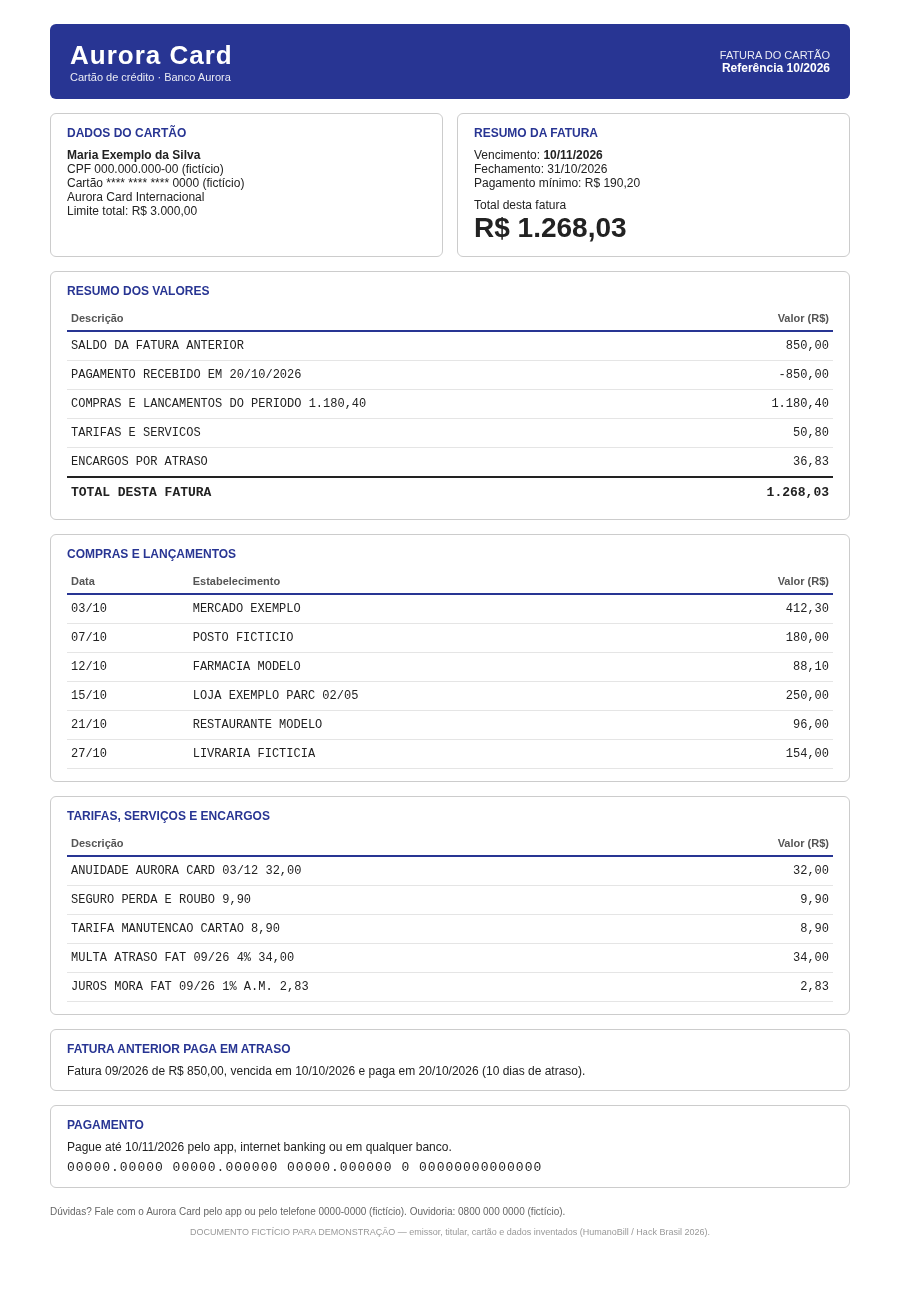 Aurora Card
Cartão de crédito · Banco Aurora
FATURA DO CARTÃO
Referência 10/2026
DADOS DO CARTÃO
Maria Exemplo da Silva
CPF 000.000.000-00 (fictício)
Cartão **** **** **** 0000 (fictício)
Aurora Card Internacional
Limite total: R$ 3.000,00
RESUMO DA FATURA
Vencimento: 10/11/2026
Fechamento: 31/10/2026
Pagamento mínimo: R$ 190,20
Total desta fatura
R$ 1.268,03
RESUMO DOS VALORES
Descrição Valor (R$)
SALDO DA FATURA ANTERIOR 850,00
PAGAMENTO RECEBIDO EM 20/10/2026 -850,00
COMPRAS E LANCAMENTOS DO PERIODO 1.180,40 1.180,40
TARIFAS E SERVICOS 50,80
ENCARGOS POR ATRASO 36,83
TOTAL DESTA FATURA 1.268,03
COMPRAS E LANÇAMENTOS
Data Estabelecimento Valor (R$)
03/10 MERCADO EXEMPLO 412,30
07/10 POSTO FICTICIO 180,00
12/10 FARMACIA MODELO 88,10
15/10 LOJA EXEMPLO PARC 02/05 250,00
21/10 RESTAURANTE MODELO 96,00
27/10 LIVRARIA FICTICIA 154,00
TARIFAS, SERVIÇOS E ENCARGOS
Descrição Valor (R$)
ANUIDADE AURORA CARD 03/12 32,00 32,00
SEGURO PERDA E ROUBO 9,90 9,90
TARIFA MANUTENCAO CARTAO 8,90 8,90
MULTA ATRASO FAT 09/26 4% 34,00 34,00
JUROS MORA FAT 09/26 1% A.M. 2,83 2,83
FATURA ANTERIOR PAGA EM ATRASO
Fatura 09/2026 de R$ 850,00, vencida em 10/10/2026 e paga em 20/10/2026 (10 dias de atraso).
PAGAMENTO
Pague até 10/11/2026 pelo app, internet banking ou em qualquer banco.
00000.00000 00000.000000 00000.000000 0 00000000000000
Dúvidas? Fale com o Aurora Card pelo app ou pelo telefone 0000-0000 (fictício). Ouvidoria: 0800 000 0000 (fictício).
DOCUMENTO FICTÍCIO PARA DEMONSTRAÇÃO — emissor, titular, cartão e dados inventados (HumanoBill / Hack Brasil 2026).